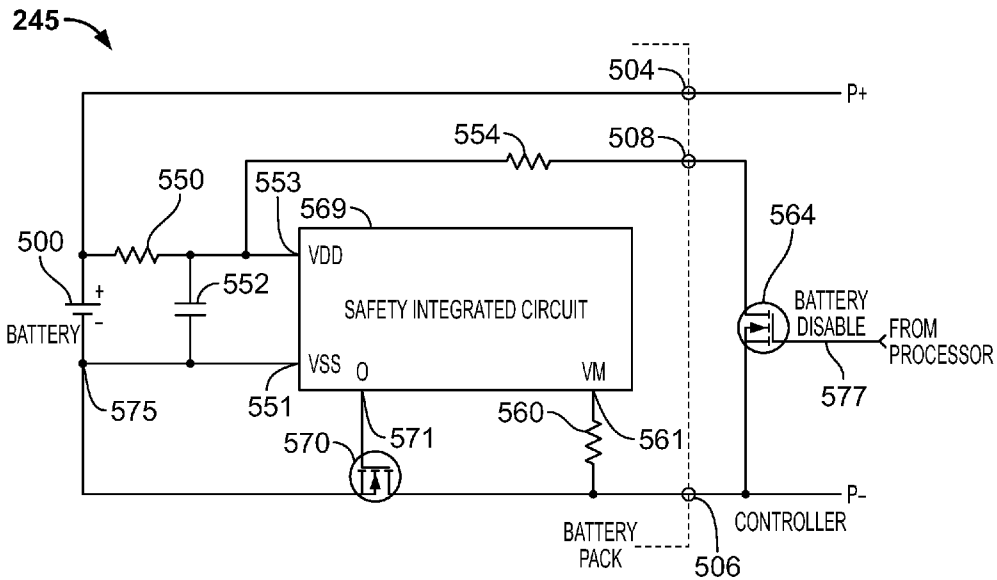 245
504
P+
554
508
550
553
569
564
500
VDD
+
552
SAFETY INTEGRATED CIRCUIT
BATTERY
DISABLE
FROM
PROCESSOR
BATTERY
−
577
VSS
O
VM
575
551
560
561
570
571
P−
BATTERY
PACK
CONTROLLER
506